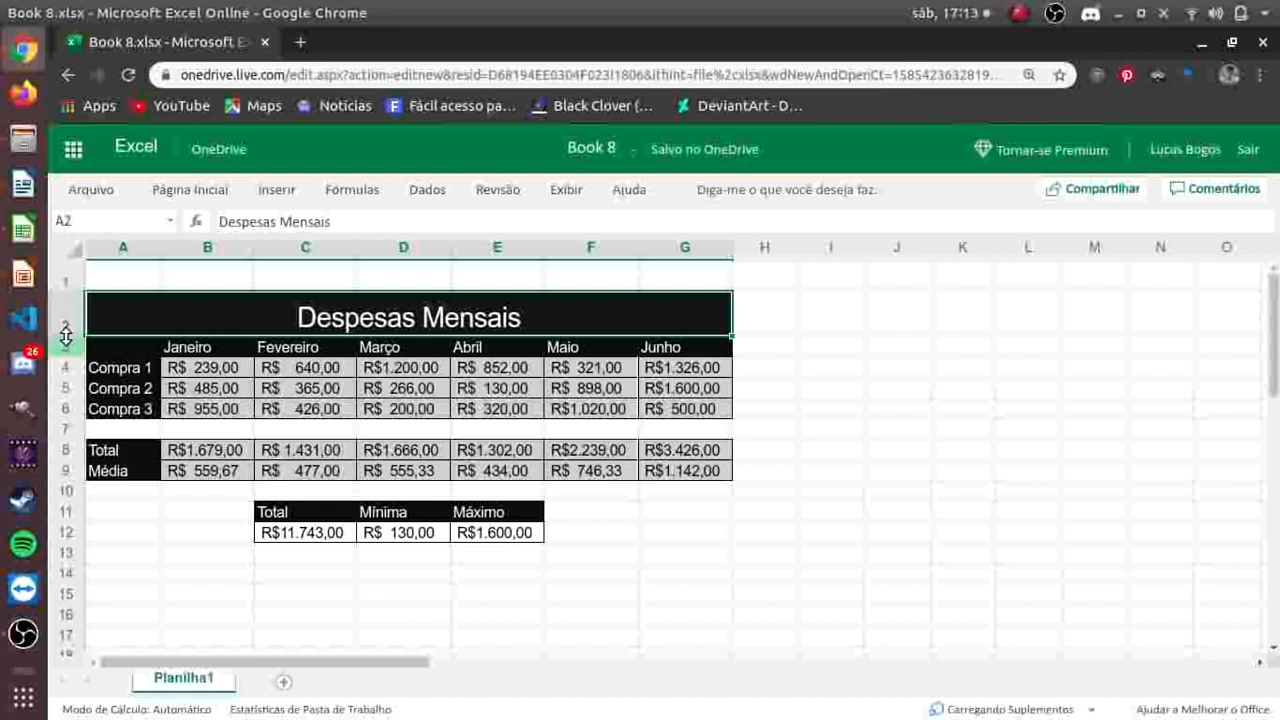 Book 8.xlsx - Microsoft Excel Online - Google Chrome
sáb, 17:13
Book 8.xlsx - Microsoft E
onedrive.live.com/edit.aspx?action=editnew&resid=D68194EE0304F023!1806&ithint=file%2cxlsx&wdNewAndOpenCt=1585423632819...
Apps YouTube Maps Notícias Fácil acesso pa... Black Clover (... DeviantArt - D...
Excel OneDrive Book 8 - Salvo no OneDrive Tornar-se Premium Lucas Bogos Sair
Arquivo Página Inicial Inserir Fórmulas Dados Revisão Exibir Ajuda Diga-me o que você deseja faz. Compartilhar Comentários
A2 fx Despesas Mensais
A B C D E F G H I J K L M N O
1
2 Despesas Mensais
3 Janeiro Fevereiro Março Abril Maio Junho
4 Compra 1 R$ 239,00 R$ 640,00 R$1.200,00 R$ 852,00 R$ 321,00 R$1.326,00
5 Compra 2 R$ 485,00 R$ 365,00 R$ 266,00 R$ 130,00 R$ 898,00 R$1.600,00
6 Compra 3 R$ 955,00 R$ 426,00 R$ 200,00 R$ 320,00 R$1.020,00 R$ 500,00
7
8 Total R$1.679,00 R$ 1.431,00 R$1.666,00 R$1.302,00 R$2.239,00 R$3.426,00
9 Média R$ 559,67 R$ 477,00 R$ 555,33 R$ 434,00 R$ 746,33 R$1.142,00
10
11 Total Mínima Máximo
12 R$11.743,00 R$ 130,00 R$1.600,00
13
14
15
16
17
18
26
Planilha1
Modo de Cálculo: Automático Estatísticas de Pasta de Trabalho Carregando Suplementos Ajudar a Melhorar o Office